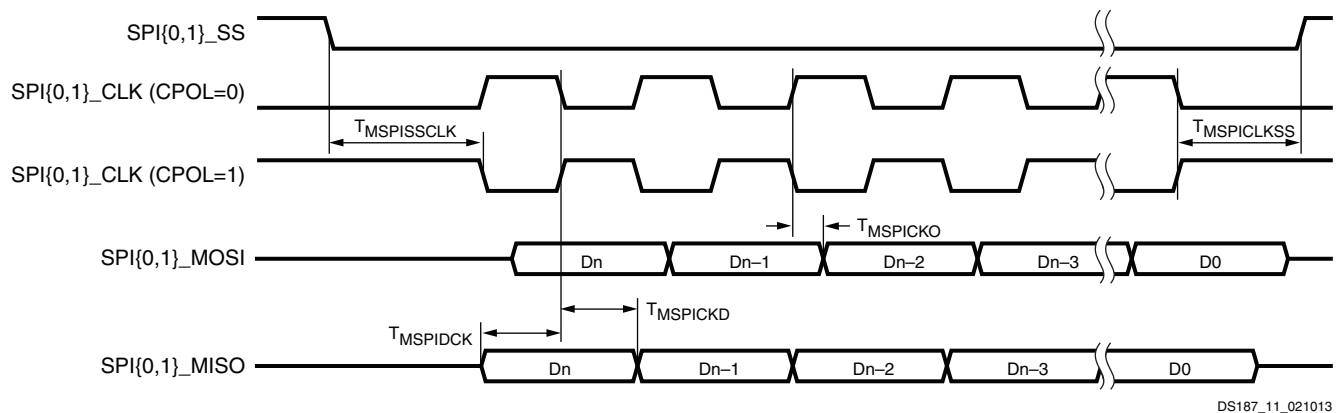 SPI{0,1}_SS
SPI{0,1}_CLK (CPOL=0)
TMSPISSCLK
TMSPICLKSS
SPI{0,1}_CLK (CPOL=1)
TMSPICKO
SPI{0,1}_MOSI
Dn Dn–1 Dn–2 Dn–3 D0
TMSPICKD
TMSPIDCK
SPI{0,1}_MISO
Dn Dn–1 Dn–2 Dn–3 D0
DS187_11_021013